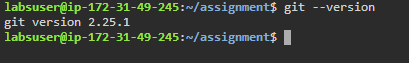 labsuser@ip-172-31-49-245:~/assignment$ git --version
git version 2.25.1
labsuser@ip-172-31-49-245:~/assignment$